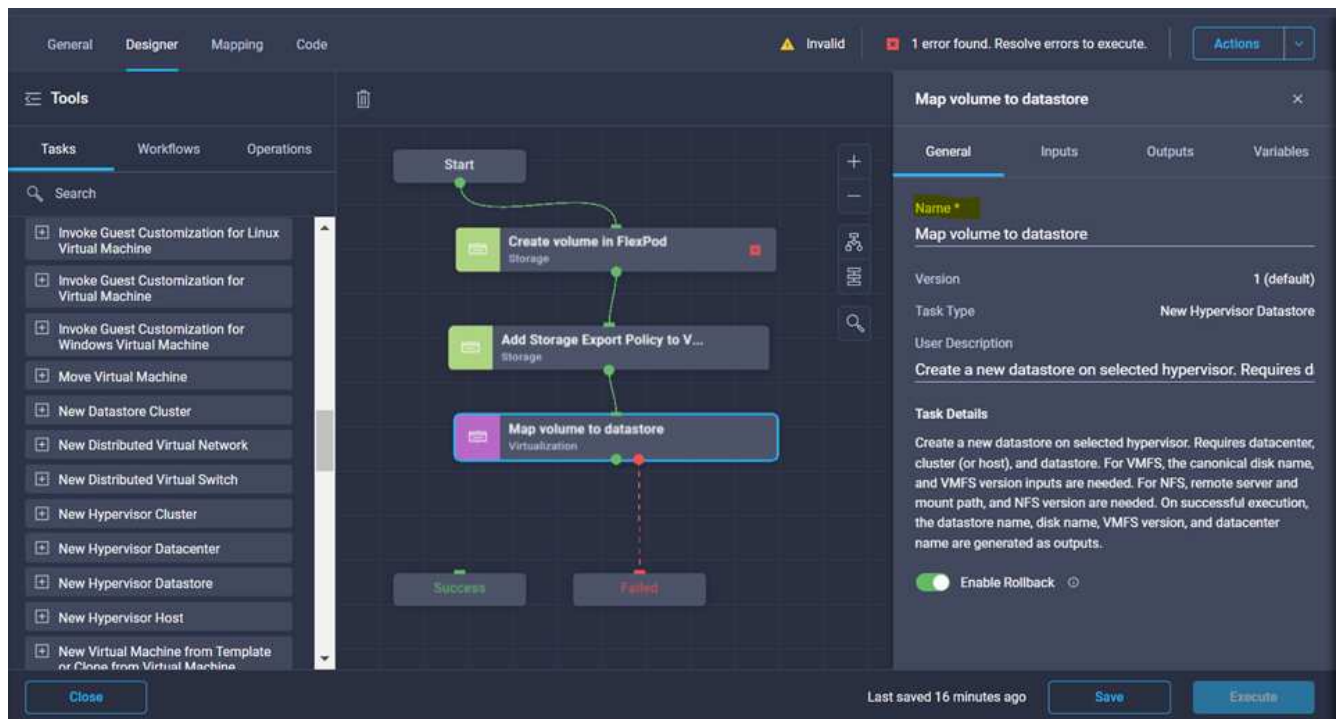 General Designer Mapping Code
Invalid
1 error found. Resolve errors to execute.
Actions
Tools
Tasks Workflows Operations
Search
Invoke Guest Customization for Linux
Virtual Machine
Invoke Guest Customization for
Virtual Machine
Invoke Guest Customization for
Windows Virtual Machine
Move Virtual Machine
New Datastore Cluster
New Distributed Virtual Network
New Distributed Virtual Switch
New Hypervisor Cluster
New Hypervisor Datacenter
New Hypervisor Datastore
New Hypervisor Host
New Virtual Machine from Template
or Clone from Virtual Machine
Start
Create volume in FlexPod
Storage
Add Storage Export Policy to V...
Storage
Map volume to datastore
Virtualization
Success
Failed
Map volume to datastore
General Inputs Outputs Variables
Name *
Map volume to datastore
Version 1 (default)
Task Type New Hypervisor Datastore
User Description
Create a new datastore on selected hypervisor. Requires d
Task Details
Create a new datastore on selected hypervisor. Requires datacenter,
cluster (or host), and datastore. For VMFS, the canonical disk name,
and VMFS version inputs are needed. For NFS, remote server and
mount path, and NFS version are needed. On successful execution,
the datastore name, disk name, VMFS version, and datacenter
name are generated as outputs.
Enable Rollback
Close
Last saved 16 minutes ago
Save
Execute